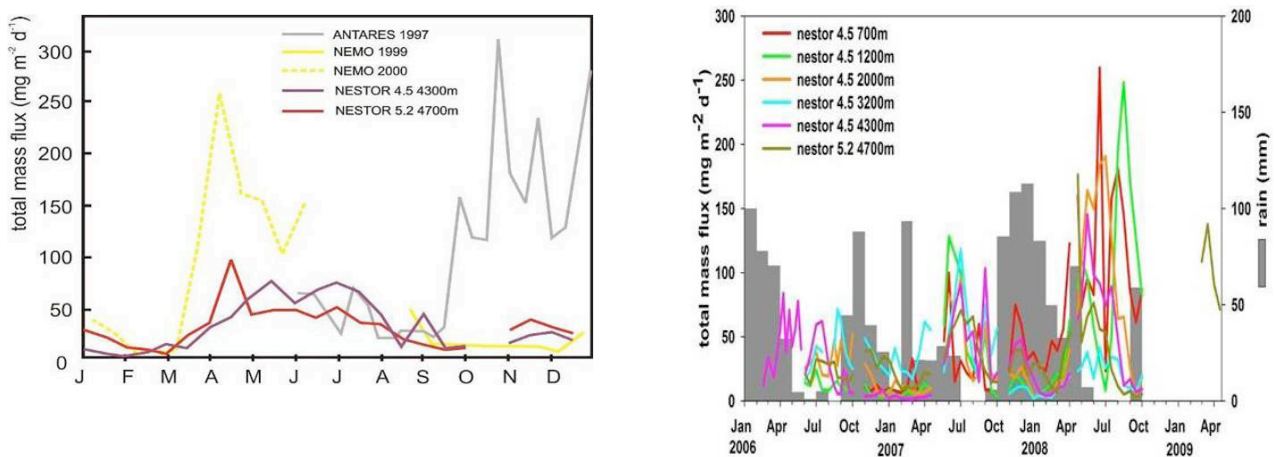 total mass flux (mg m⁻² d⁻¹)
300
250
200
150
100
50
0
ANTARES 1997
NEMO 1999
NEMO 2000
NESTOR 4.5 4300m
NESTOR 5.2 4700m
J F M A M J J A S O N D
total mass flux (mg m⁻² d⁻¹)
300
250
200
150
100
50
0
nestor 4.5 700m
nestor 4.5 1200m
nestor 4.5 2000m
nestor 4.5 3200m
nestor 4.5 4300m
nestor 5.2 4700m
200
150
100
50
0
rain (mm)
Jan Apr Jul Oct Jan Apr Jul Oct Jan Apr Jul Oct Jan Apr
2006 2007 2008 2009